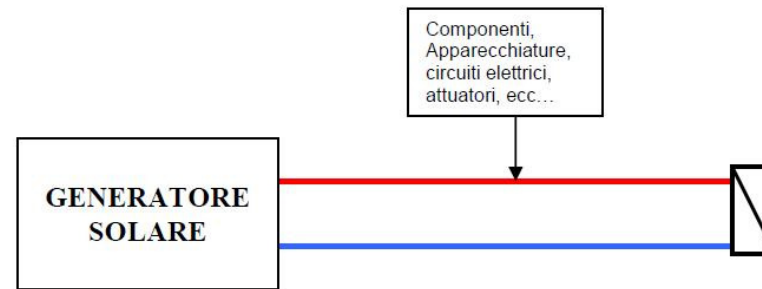 Componenti,
Apparecchiature,
circuiti elettrici,
attuatori, ecc…
GENERATORE
SOLARE